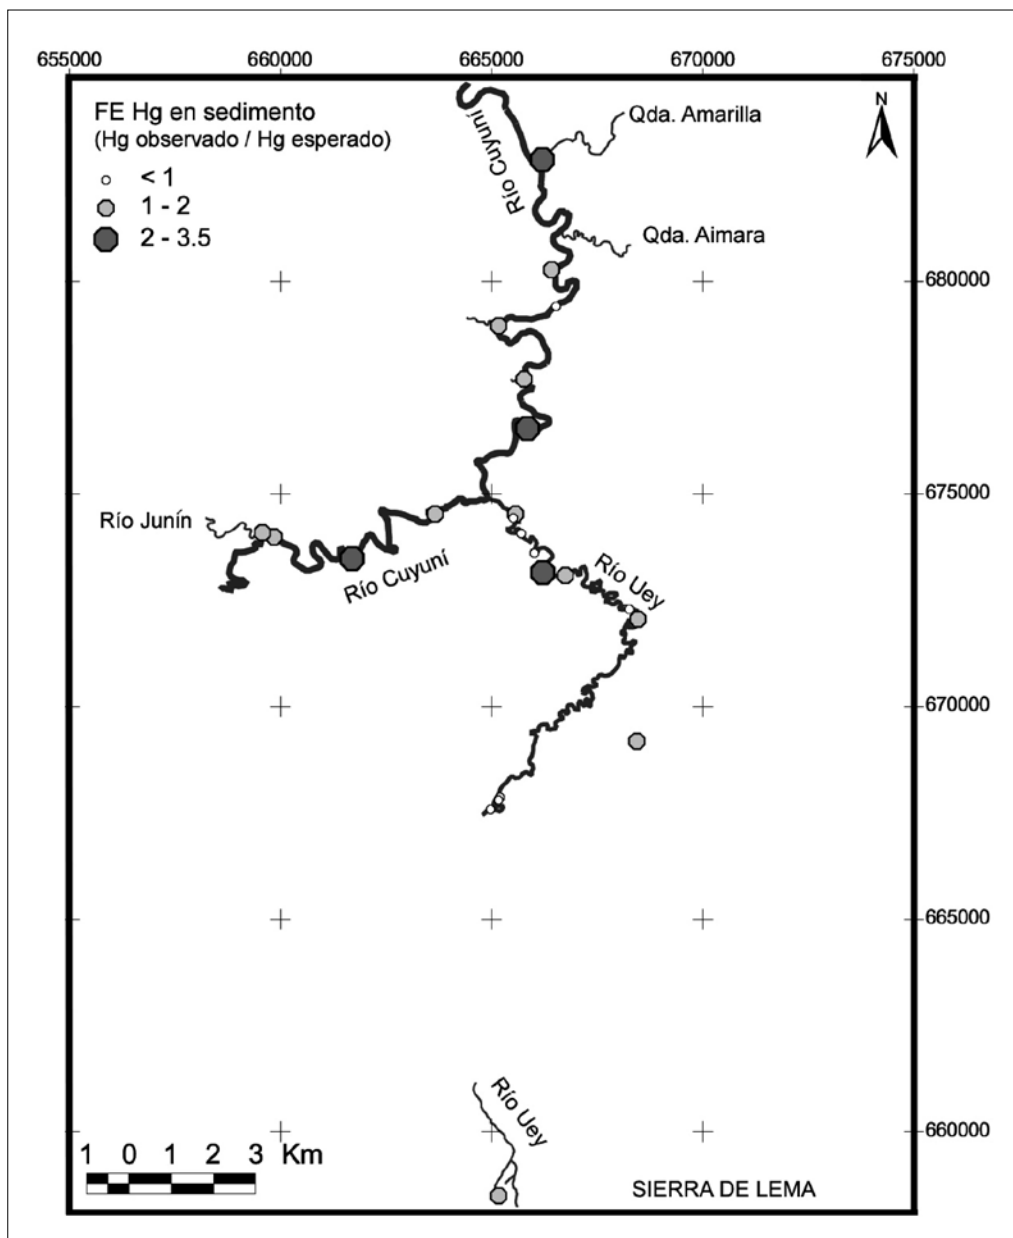 655000 660000 665000 670000 675000
FE Hg en sedimento
(Hg observado / Hg esperado)
< 1
1 - 2
2 - 3.5
Río Cuyuní
Qda. Amarilla
N
Qda. Aimara
680000
675000
Río Junín
Río Cuyuní
Río Uey
670000
665000
Río Uey
660000
1 0 1 2 3 Km
SIERRA DE LEMA